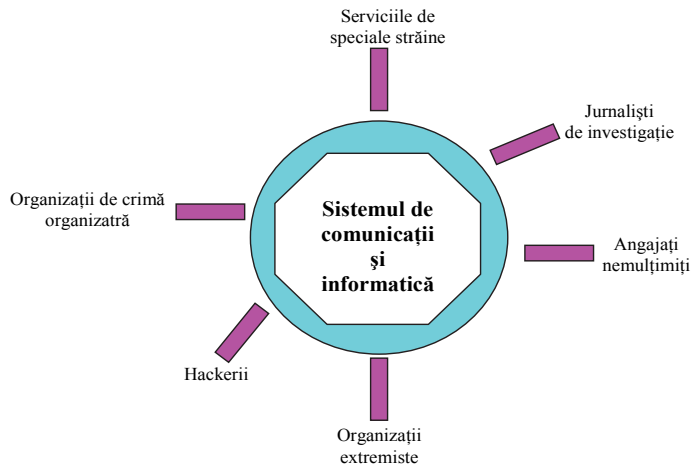 Serviciile de
speciale străine
Jurnaliști
de investigație
Organizații de crimă
organizatră
Sistemul de
comunicații
şi
informatică
Angajați
nemulțimiți
Hackerii
Organizații
extremiste